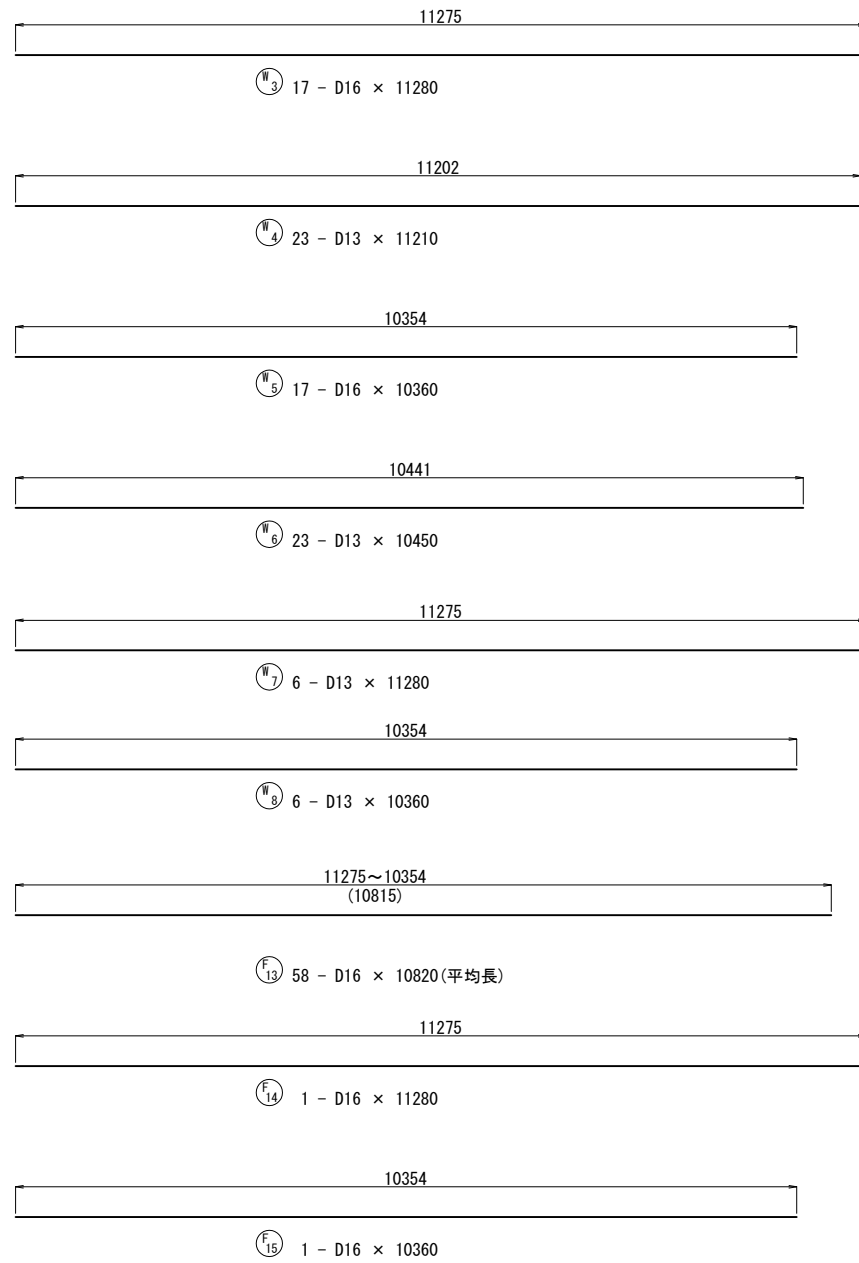 11275
W3 17 - D16 × 11280
11202
W4 23 - D13 × 11210
10354
W5 17 - D16 × 10360
10441
W6 23 - D13 × 10450
11275
W7 6 - D13 × 11280
10354
W8 6 - D13 × 10360
11275～10354
(10815)
F13 58 - D16 × 10820(平均長)
11275
F14 1 - D16 × 11280
10354
F15 1 - D16 × 10360